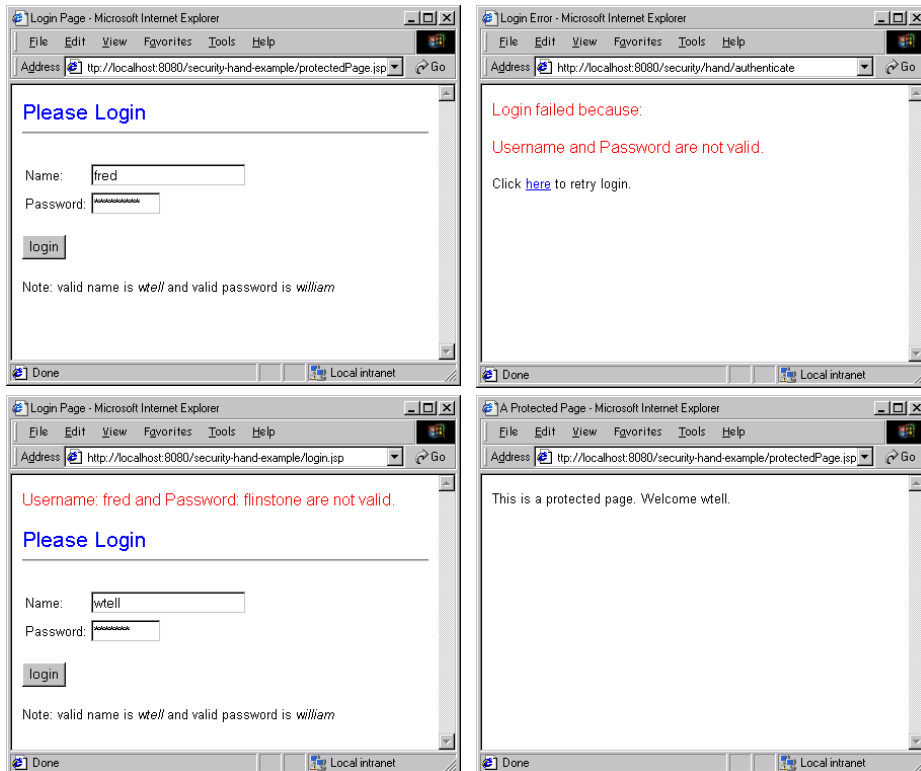 Login Page - Microsoft Internet Explorer
File Edit View Favorites Tools Help
Address ttp://localhost:8080/security-hand-example/protectedPage.jsp Go
Please Login
Name: fred
Password: *********
login
Note: valid name is wtell and valid password is william
Done Local intranet
Login Error - Microsoft Internet Explorer
File Edit View Favorites Tools Help
Address http://localhost:8080/security/hand/authenticate Go
Login failed because:
Username and Password are not valid.
Click here to retry login.
Done Local intranet
Login Page - Microsoft Internet Explorer
File Edit View Favorites Tools Help
Address http://localhost:8080/security-hand-example/login.jsp Go
Username: fred and Password: flinstone are not valid.
Please Login
Name: wtell
Password: *******
login
Note: valid name is wtell and valid password is william
Done Local intranet
A Protected Page - Microsoft Internet Explorer
File Edit View Favorites Tools Help
Address ttp://localhost:8080/security-hand-example/protectedPage.jsp Go
This is a protected page. Welcome wtell.
Done Local intranet